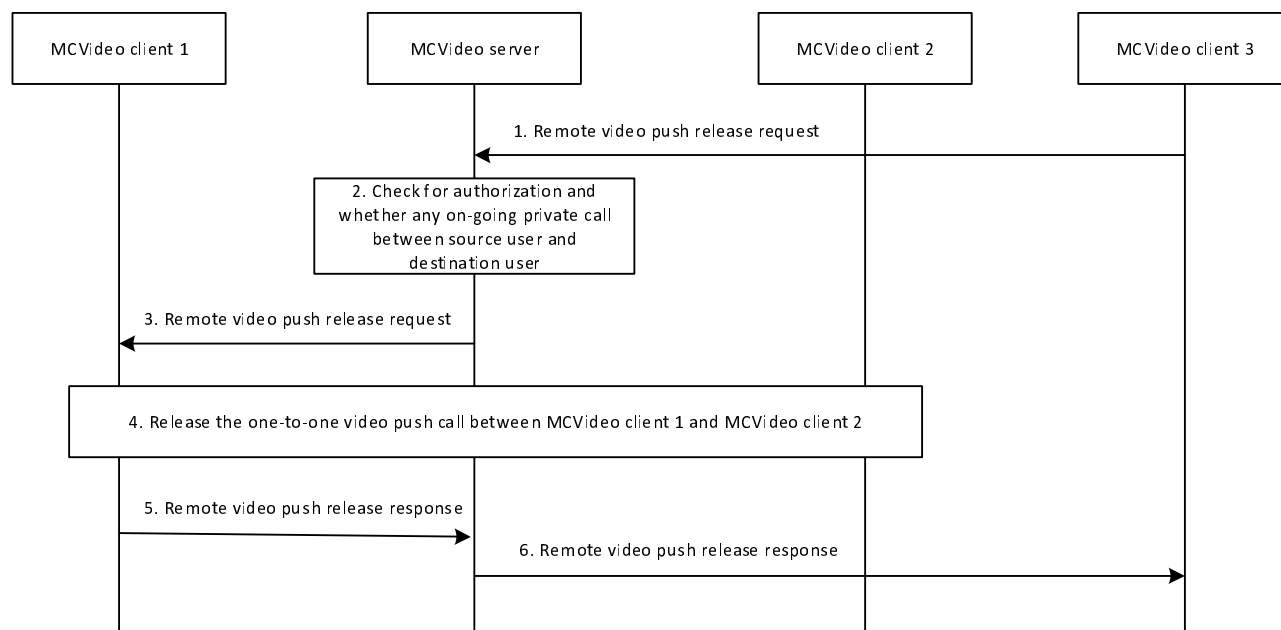 MCVideo client 1
MCVideo server
MCVideo client 2
MCVideo client 3
1. Remote video push release request
2. Check for authorization and
whether any on-going private call
between source user and
destination user
3. Remote video push release request
4. Release the one-to-one video push call between MCVideo client 1 and MCVideo client 2
5. Remote video push release response
6. Remote video push release response